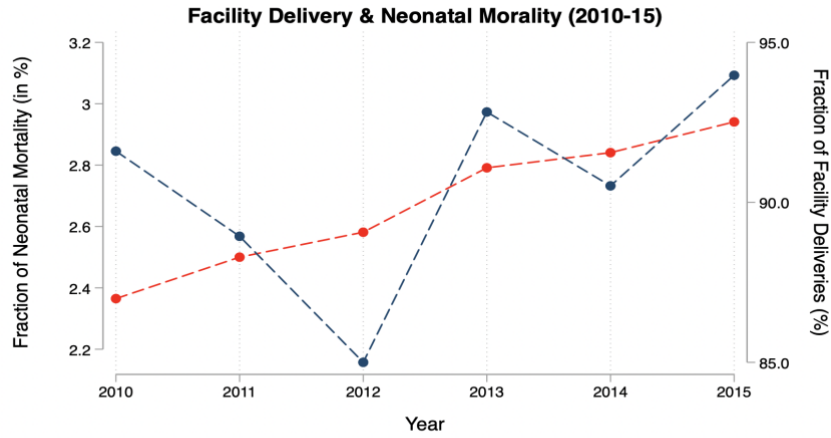 Facility Delivery & Neonatal Morality (2010-15)
Fraction of Neonatal Mortality (in %)
3.2
3
2.8
2.6
2.4
2.2
95.0
90.0
85.0
Fraction of Facility
Deliveries (%)
2010 2011 2012 2013 2014 2015
Year